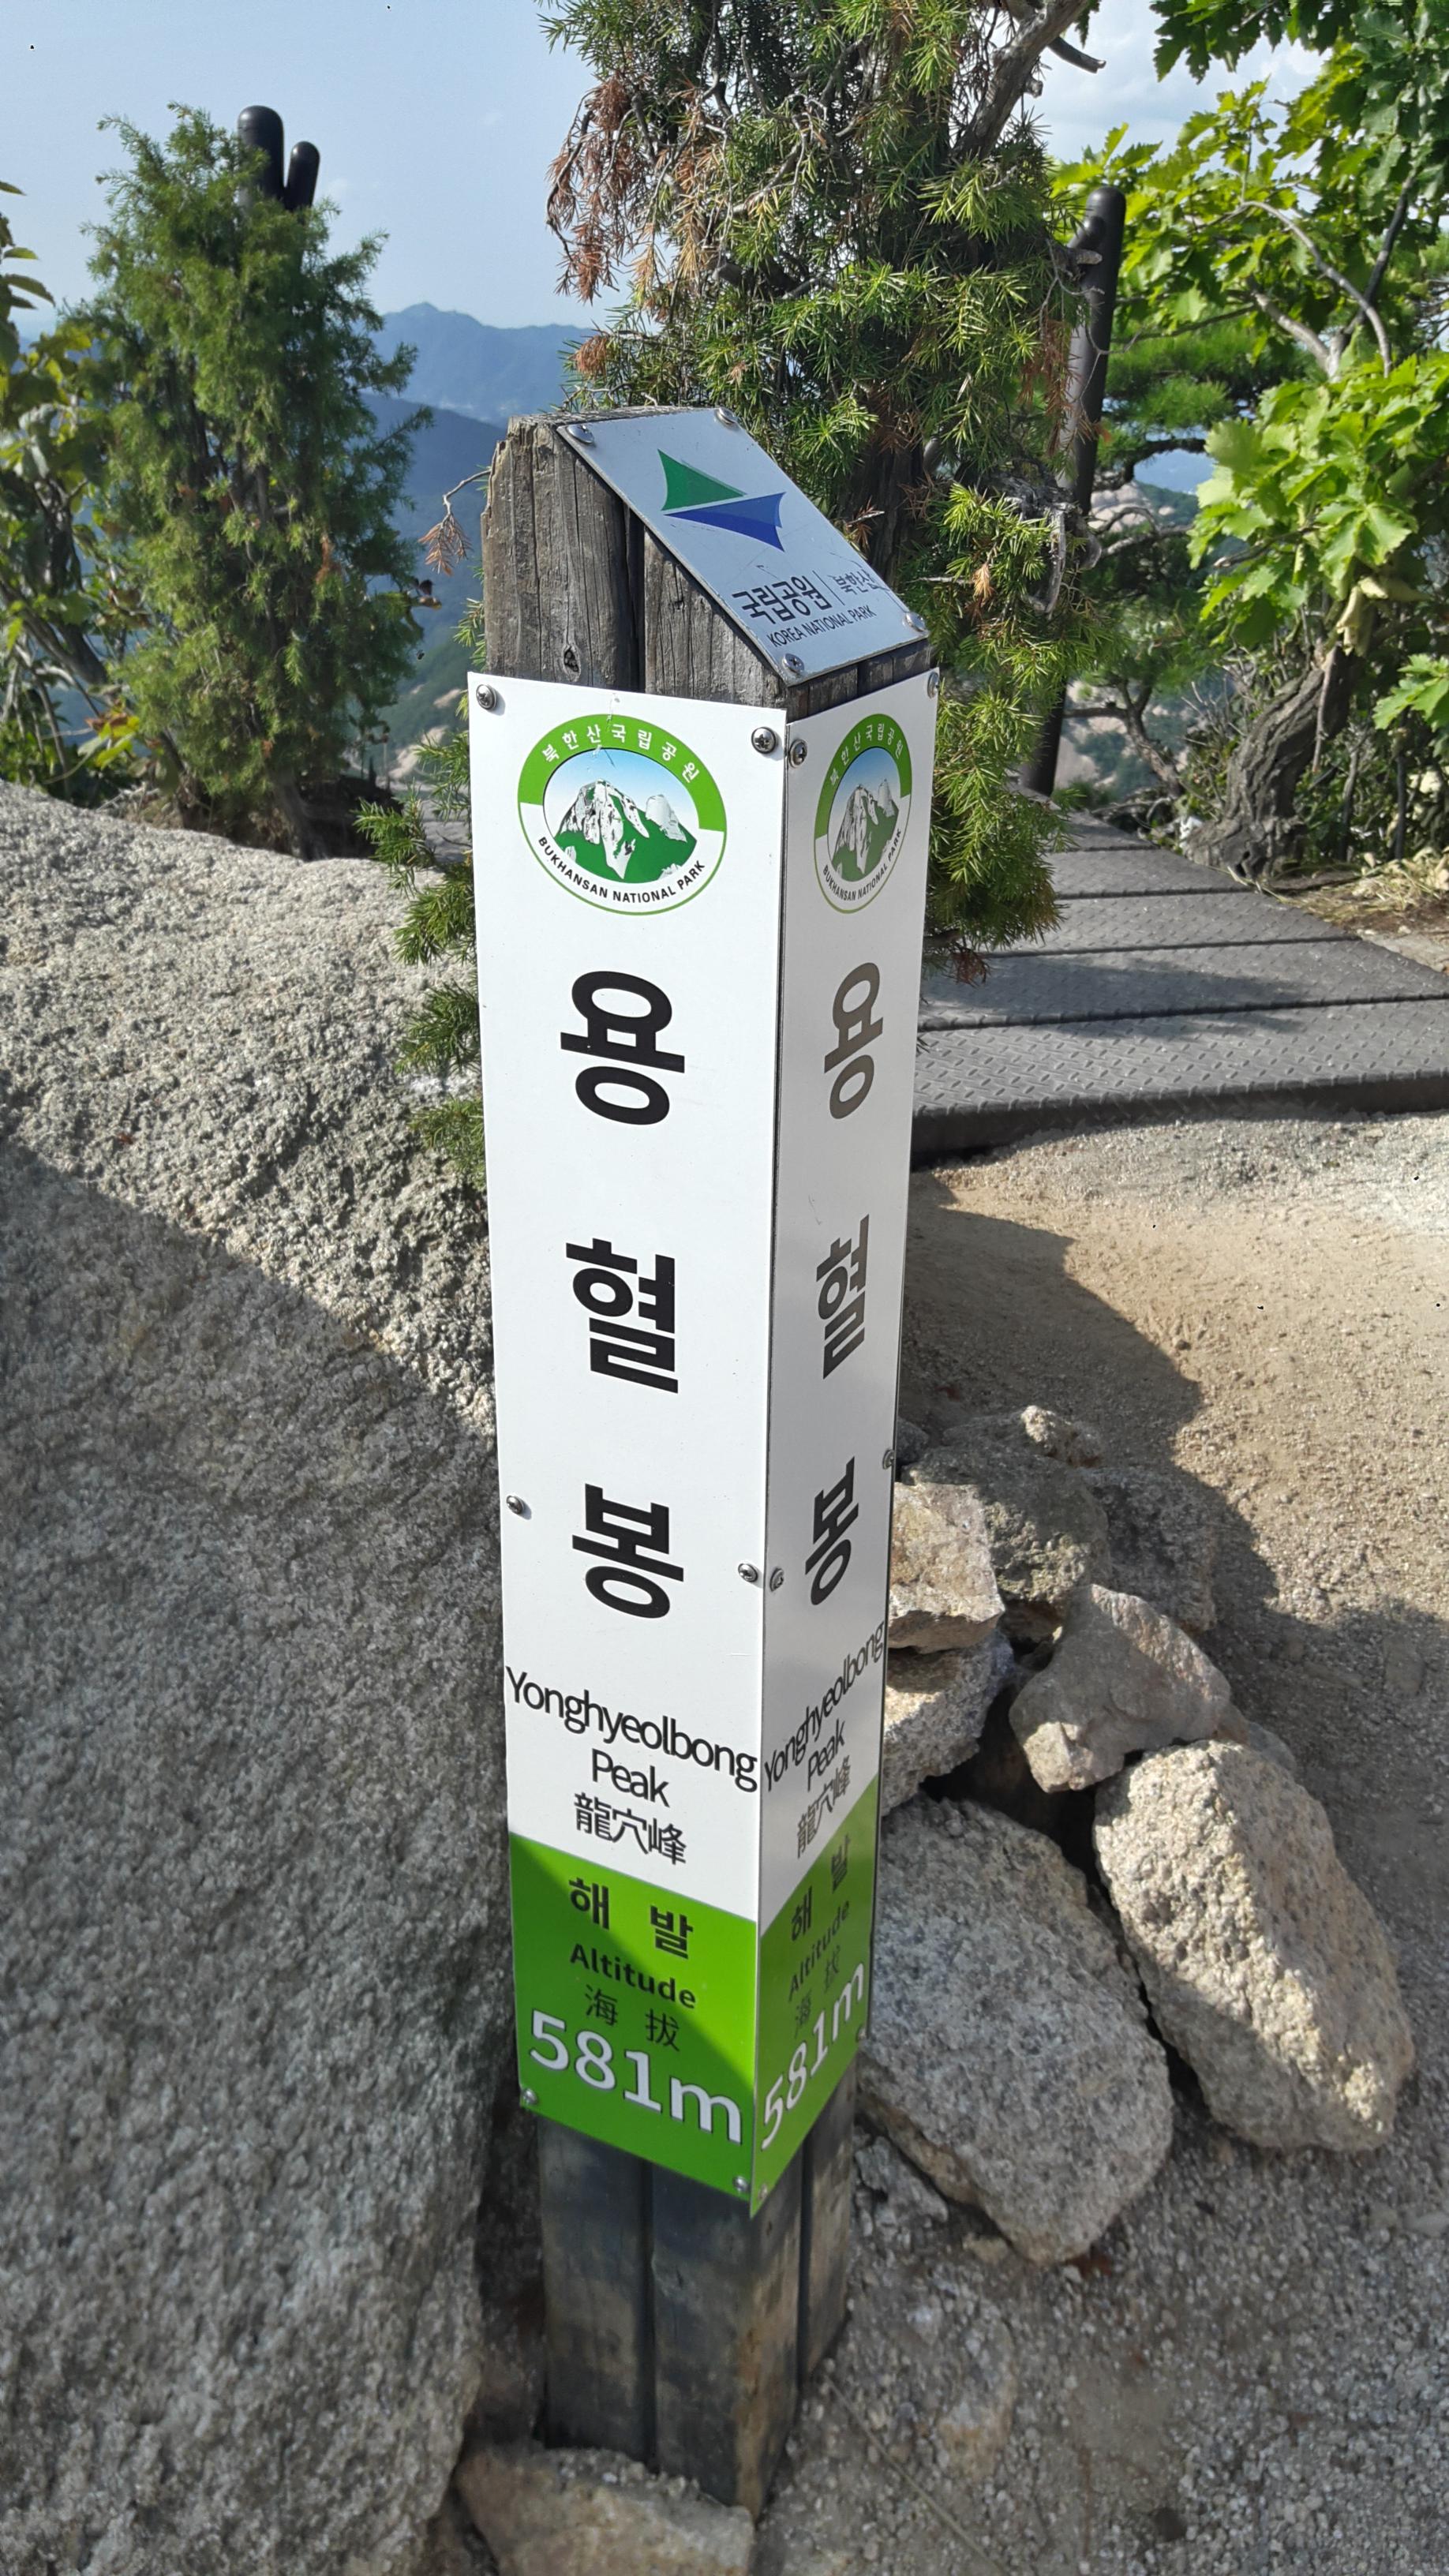 국립공원 | 북한산
KOREA NATIONAL PARK
북한산국립공원
BUKHANSAN NATIONAL PARK
용
혈
봉
Yonghyeolbong
Peak
龍穴峰
해 발
Altitude
海 拔
581m
북한산국립공원
BUKHANSAN NATIONAL PARK
용
혈
봉
Yonghyeolbong
Peak
龍穴峰
해 발
Altitude
海 拔
581m